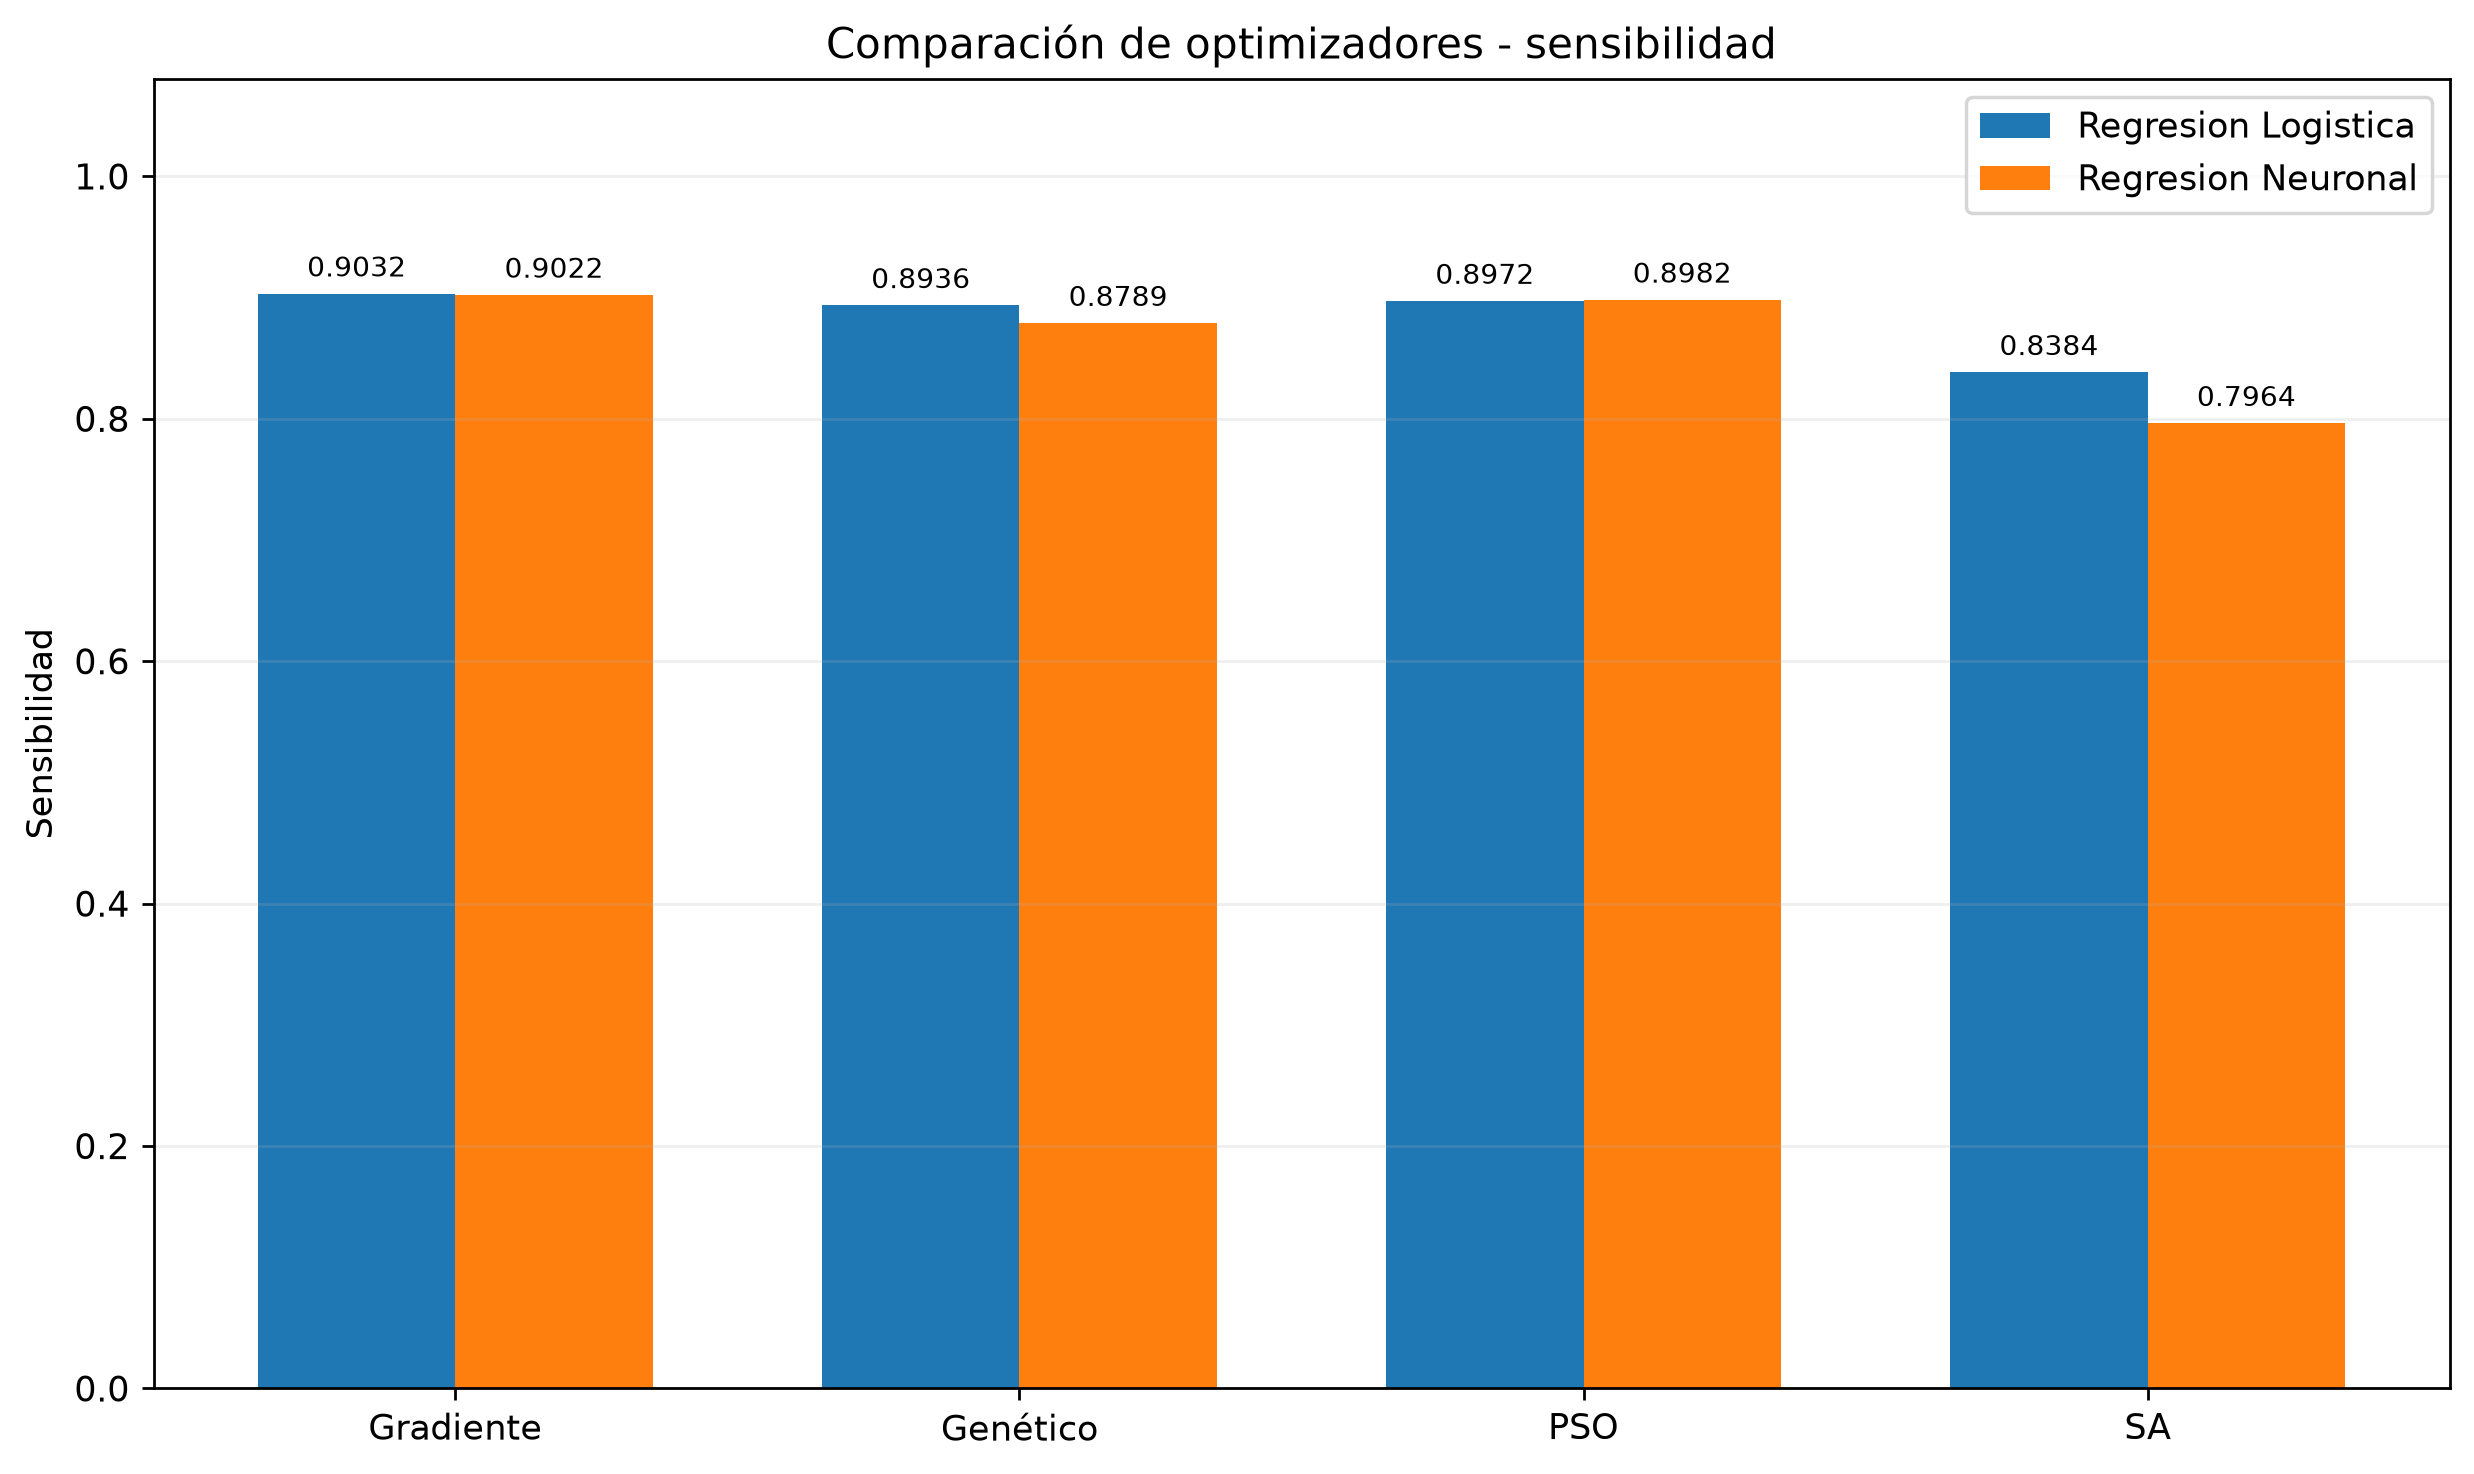 Comparación de optimizadores - sensibilidad
Regresion Logistica
Regresion Neuronal
Sensibilidad
1.0
0.8
0.6
0.4
0.2
0.0
0.9032
0.9022
0.8936
0.8789
0.8972
0.8982
0.8384
0.7964
Gradiente
Genético
PSO
SA